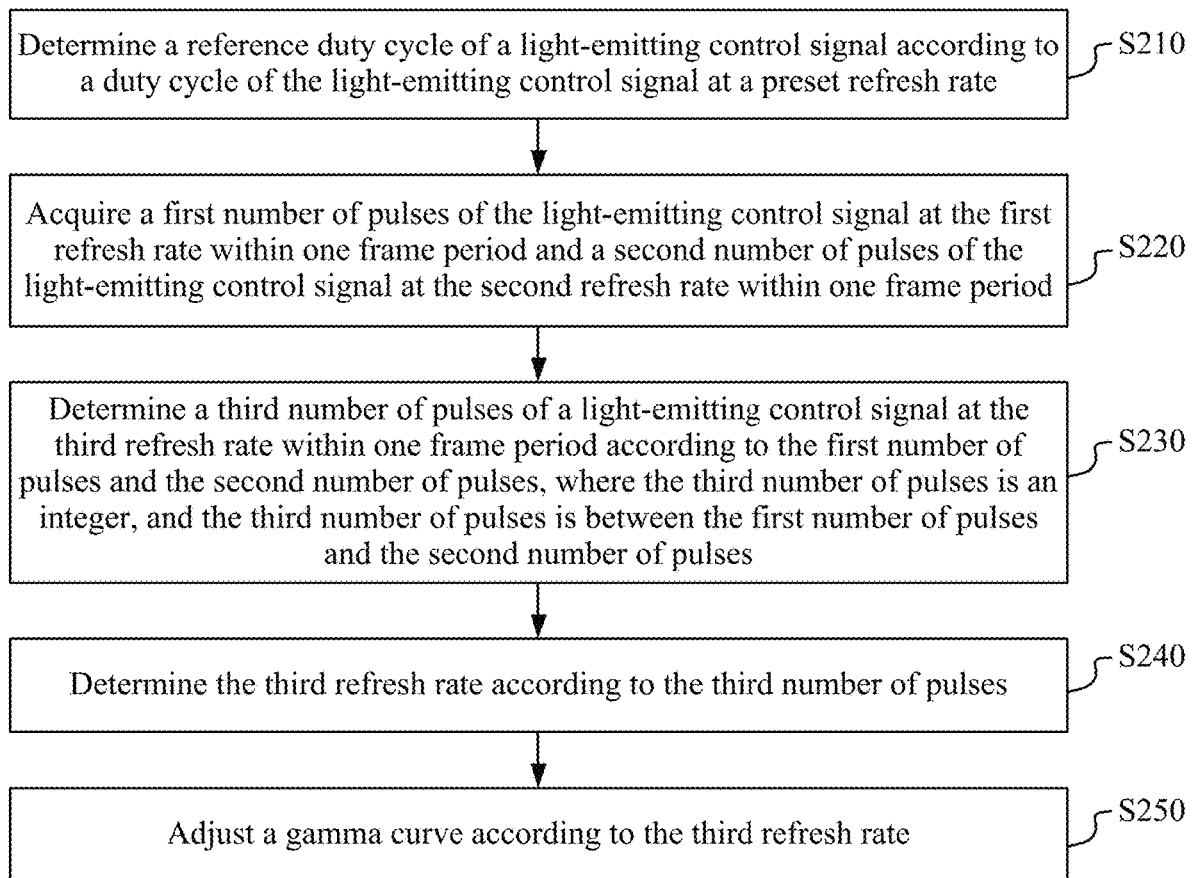 Determine a reference duty cycle of a light-emitting control signal according to
a duty cycle of the light-emitting control signal at a preset refresh rate
S210
Acquire a first number of pulses of the light-emitting control signal at the first
refresh rate within one frame period and a second number of pulses of the
light-emitting control signal at the second refresh rate within one frame period
S220
Determine a third number of pulses of a light-emitting control signal at the
third refresh rate within one frame period according to the first number of
pulses and the second number of pulses, where the third number of pulses is an
integer, and the third number of pulses is between the first number of pulses
and the second number of pulses
S230
Determine the third refresh rate according to the third number of pulses
S240
Adjust a gamma curve according to the third refresh rate
S250